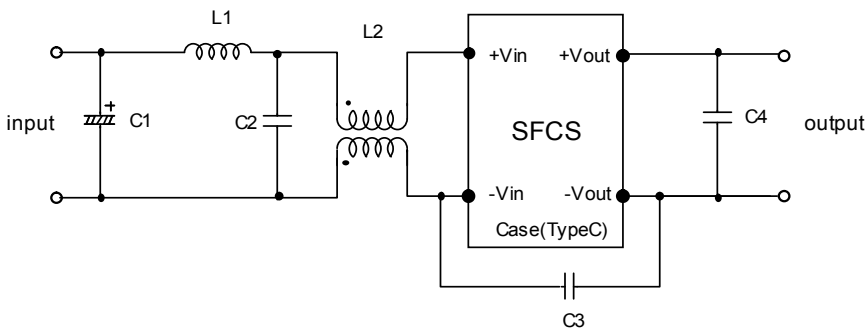 L1
L2
+Vin
+Vout
input
+
C1
C2
SFCS
C4
output
-Vin
-Vout
Case(TypeC)
C3